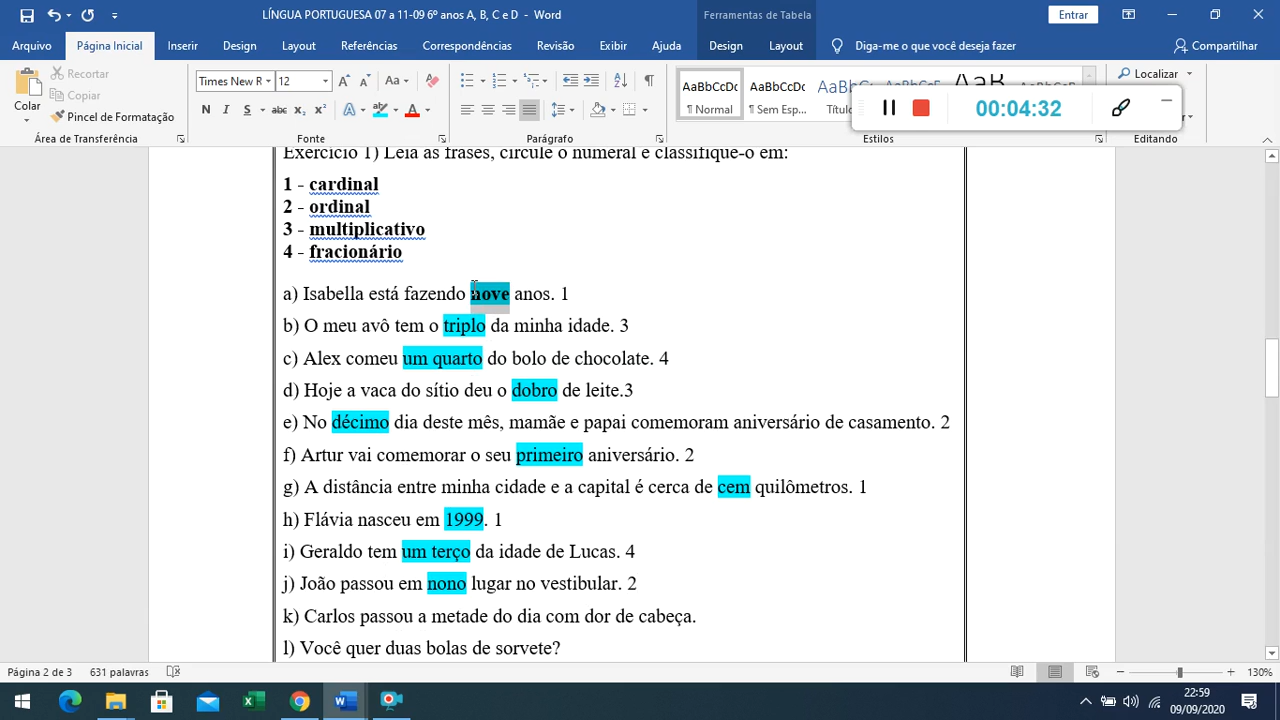 LÍNGUA PORTUGUESA 07 a 11-09 6º anos A, B, C e D - Word
Ferramentas de Tabela
Entrar
Arquivo Página Inicial Inserir Design Layout Referências Correspondências Revisão Exibir Ajuda Design Layout Diga-me o que você deseja fazer Compartilhar
Colar
Recortar
Copiar
Pincel de Formatação
Área de Transferência
Times New R 12
Fonte
Parágrafo
AaBbCcDc AaBbCcDc
¶ Normal ¶ Sem Esp...
Estilos
Localizar
Editando
00:04:32
Exercício 1) Leia as frases, circule o numeral e classifique-o em:
1 - cardinal
2 - ordinal
3 - multiplicativo
4 - fracionário
a) Isabella está fazendo nove anos. 1
b) O meu avô tem o triplo da minha idade. 3
c) Alex comeu um quarto do bolo de chocolate. 4
d) Hoje a vaca do sítio deu o dobro de leite.3
e) No décimo dia deste mês, mamãe e papai comemoram aniversário de casamento. 2
f) Artur vai comemorar o seu primeiro aniversário. 2
g) A distância entre minha cidade e a capital é cerca de cem quilômetros. 1
h) Flávia nasceu em 1999. 1
i) Geraldo tem um terço da idade de Lucas. 4
j) João passou em nono lugar no vestibular. 2
k) Carlos passou a metade do dia com dor de cabeça.
l) Você quer duas bolas de sorvete?
Página 2 de 3 631 palavras
130%
22:59
09/09/2020